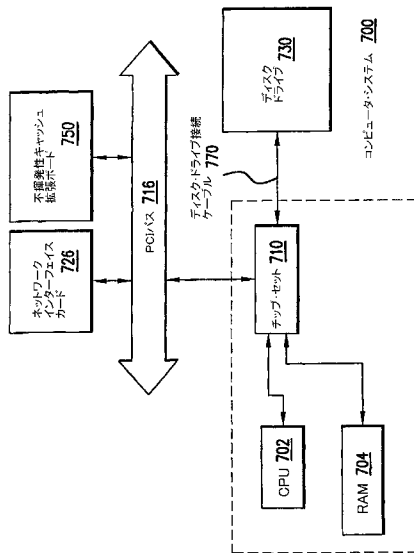 ネットワーク
インターフェイス
カード
726
不揮発性キャッシュ
拡張ボード
750
PCIバス
716
ディスク・ドライブ接続
ケーブル
770
ディスク
ドライブ
730
チップ・セット
710
CPU
702
RAM
704
コンピュータ・システム
700